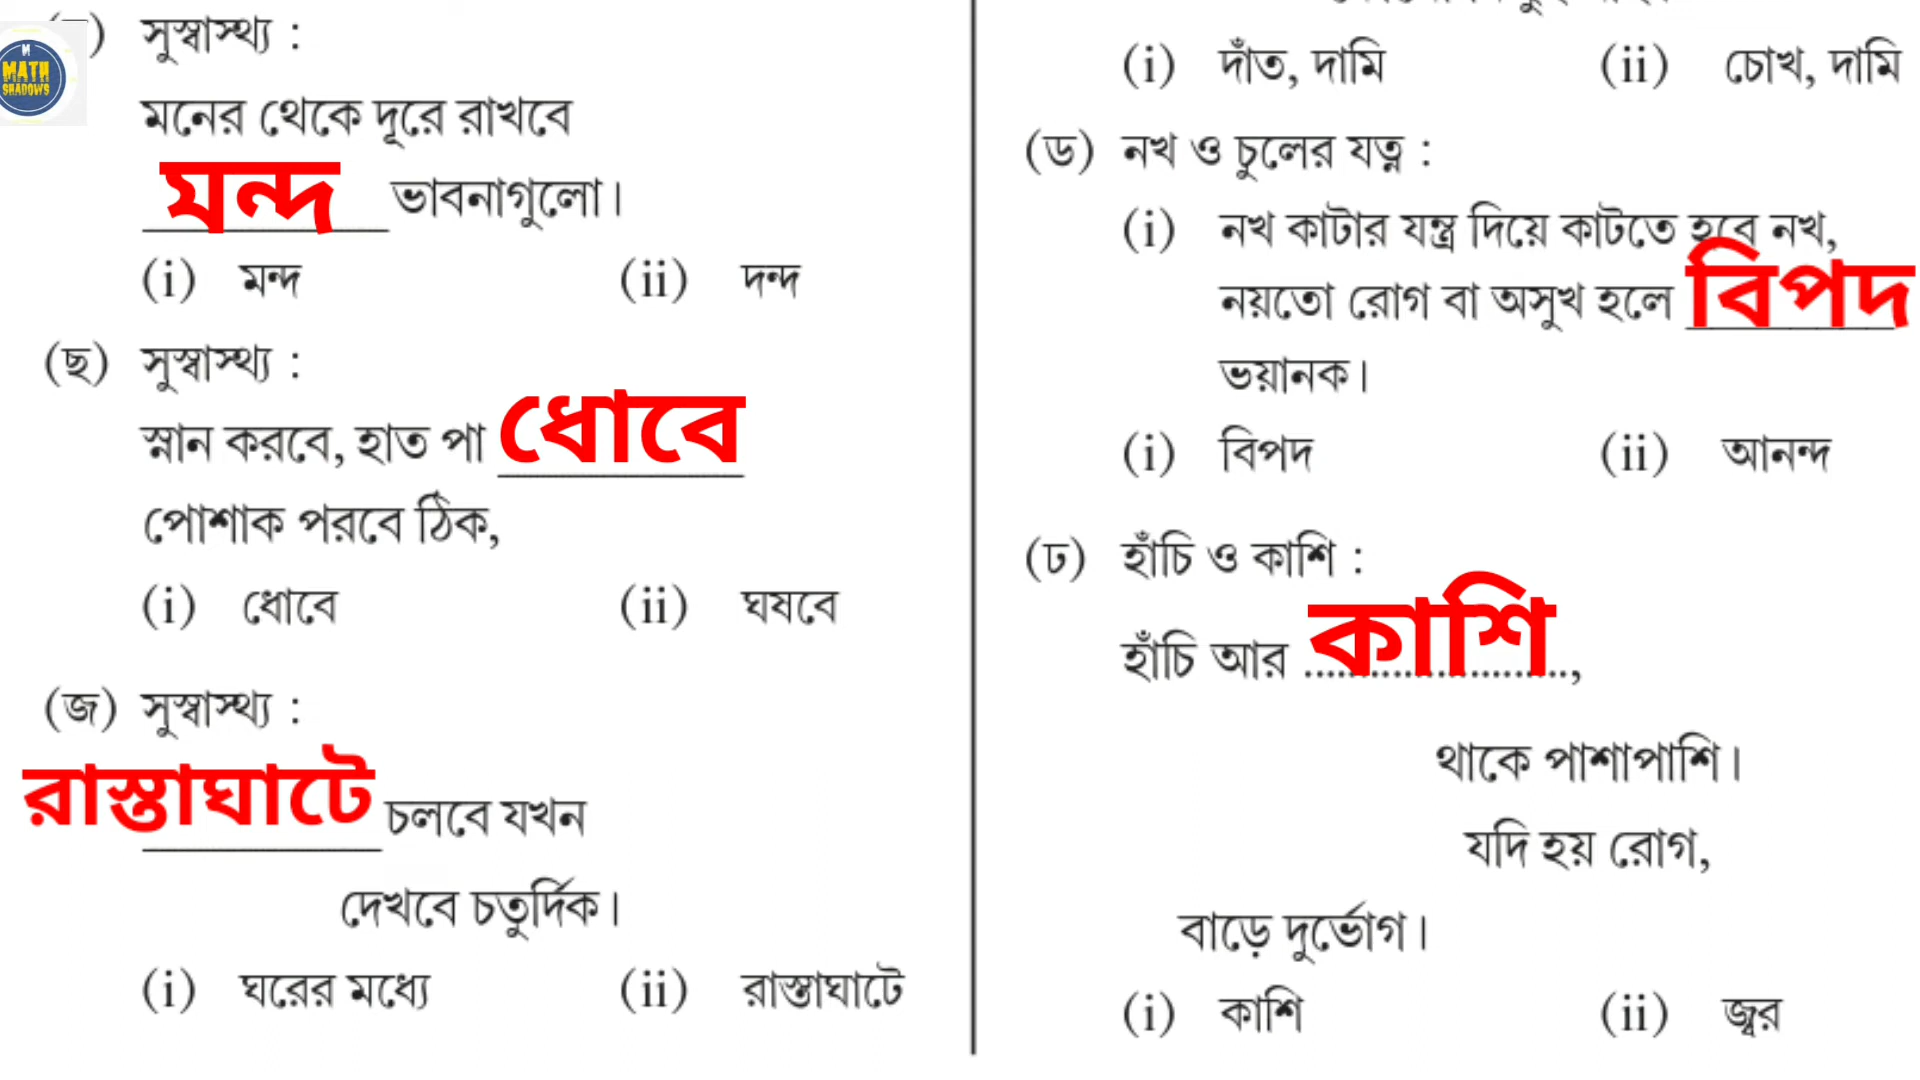 M
MATH
SHADOWS
) সুস্বাস্থ্য :
মনের থেকে দূরে রাখবে
মন্দ ভাবনাগুলো।
(i) মন্দ (ii) দন্দ
(ছ) সুস্বাস্থ্য :
স্নান করবে, হাত পা ধোবে
পোশাক পরবে ঠিক,
(i) ধোবে (ii) ঘষবে
(জ) সুস্বাস্থ্য :
রাস্তাঘাটে চলবে যখন
দেখবে চতুর্দিক।
(i) ঘরের মধ্যে (ii) রাস্তাঘাটে
(i) দাঁত, দামি (ii) চোখ, দামি
(ড) নখ ও চুলের যত্ন :
(i) নখ কাটার যন্ত্র দিয়ে কাটতে হবে নখ,
নয়তো রোগ বা অসুখ হলে বিপদ
ভয়ানক।
(i) বিপদ (ii) আনন্দ
(ঢ) হাঁচি ও কাশি :
হাঁচি আর কাশি,
থাকে পাশাপাশি।
যদি হয় রোগ,
বাড়ে দুর্ভোগ।
(i) কাশি (ii) জ্বর